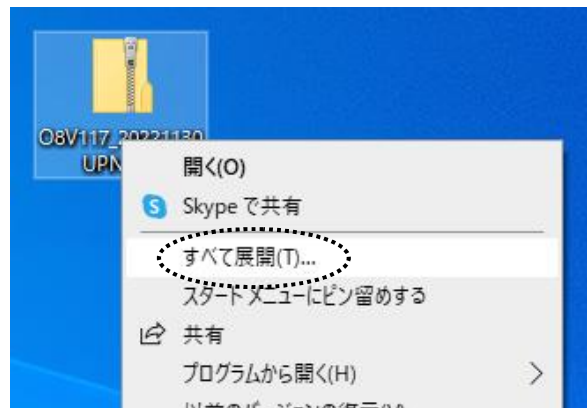 O8V117_20221130
UPN
開く(O)
Skype で共有
すべて展開(T)...
スタート メニューにピン留めする
共有
プログラムから開く(H)